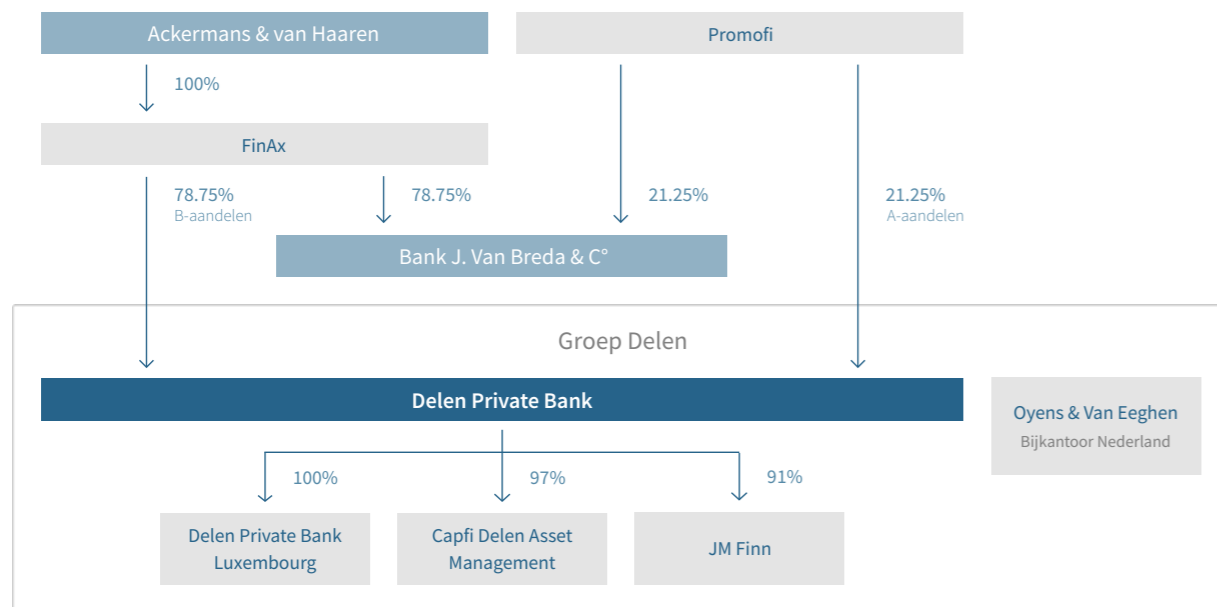 Ackermans & van Haaren
Promofi
100%
FinAx
78.75%
B-aandelen
78.75%
21.25%
21.25%
A-aandelen
Bank J. Van Breda & C°
Groep Delen
Delen Private Bank
Oyens & Van Eeghen
Bijkantoor Nederland
100%
97%
91%
Delen Private Bank
Luxembourg
Capfi Delen Asset
Management
JM Finn